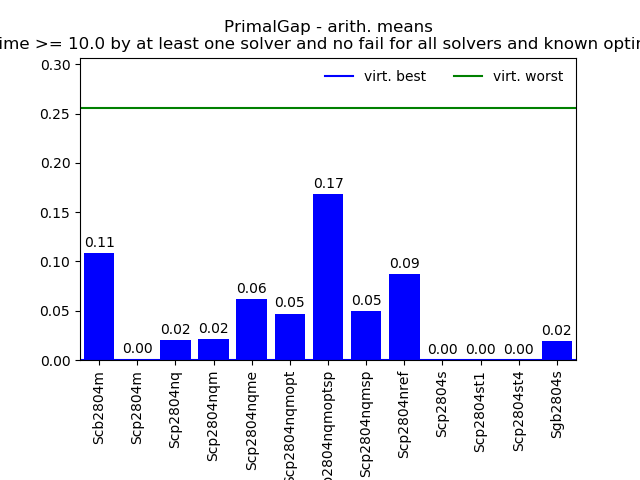 PrimalGap - arith. means
ime >= 10.0 by at least one solver and no fail for all solvers and known optin
virt. best
virt. worst
0.30
0.25
0.20
0.15
0.10
0.05
0.00
0.11
0.00
0.02
0.02
0.06
0.05
0.17
0.05
0.09
0.00
0.00
0.00
0.02
Scb2804m
Scp2804m
Scp2804nq
Scp2804nqm
Scp2804nqme
Scp2804nqmopt
p2804nqmoptsp
Scp2804nqmsp
Scp2804nref
Scp2804s
Scp2804st1
Scp2804st4
Sgb2804s